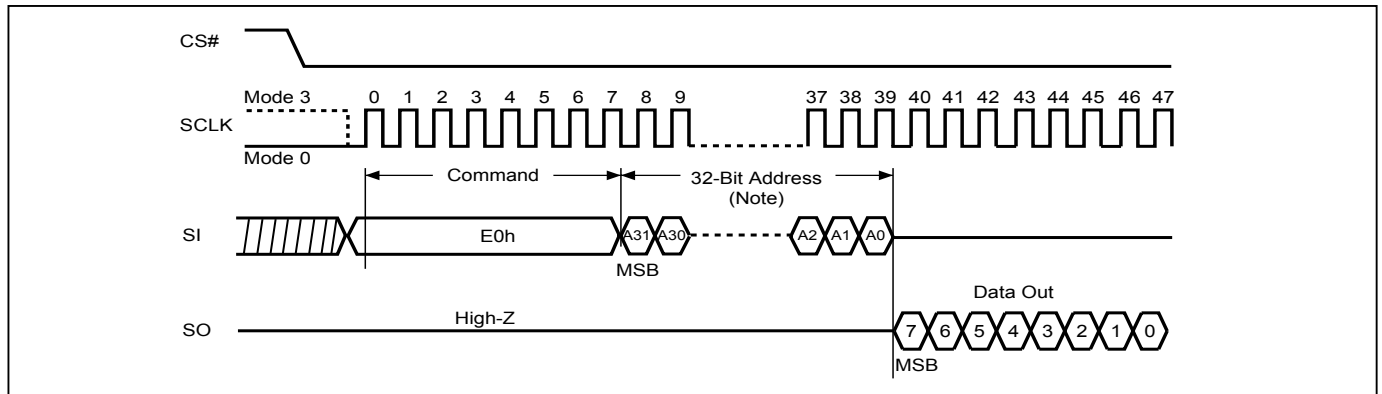 CS#
Mode 3
0 1 2 3 4 5 6 7 8 9 37 38 39 40 41 42 43 44 45 46 47
SCLK
Mode 0
Command
32-Bit Address
(Note)
SI
E0h
A31 A30 A2 A1 A0
MSB
Data Out
SO
High-Z
7 6 5 4 3 2 1 0
MSB